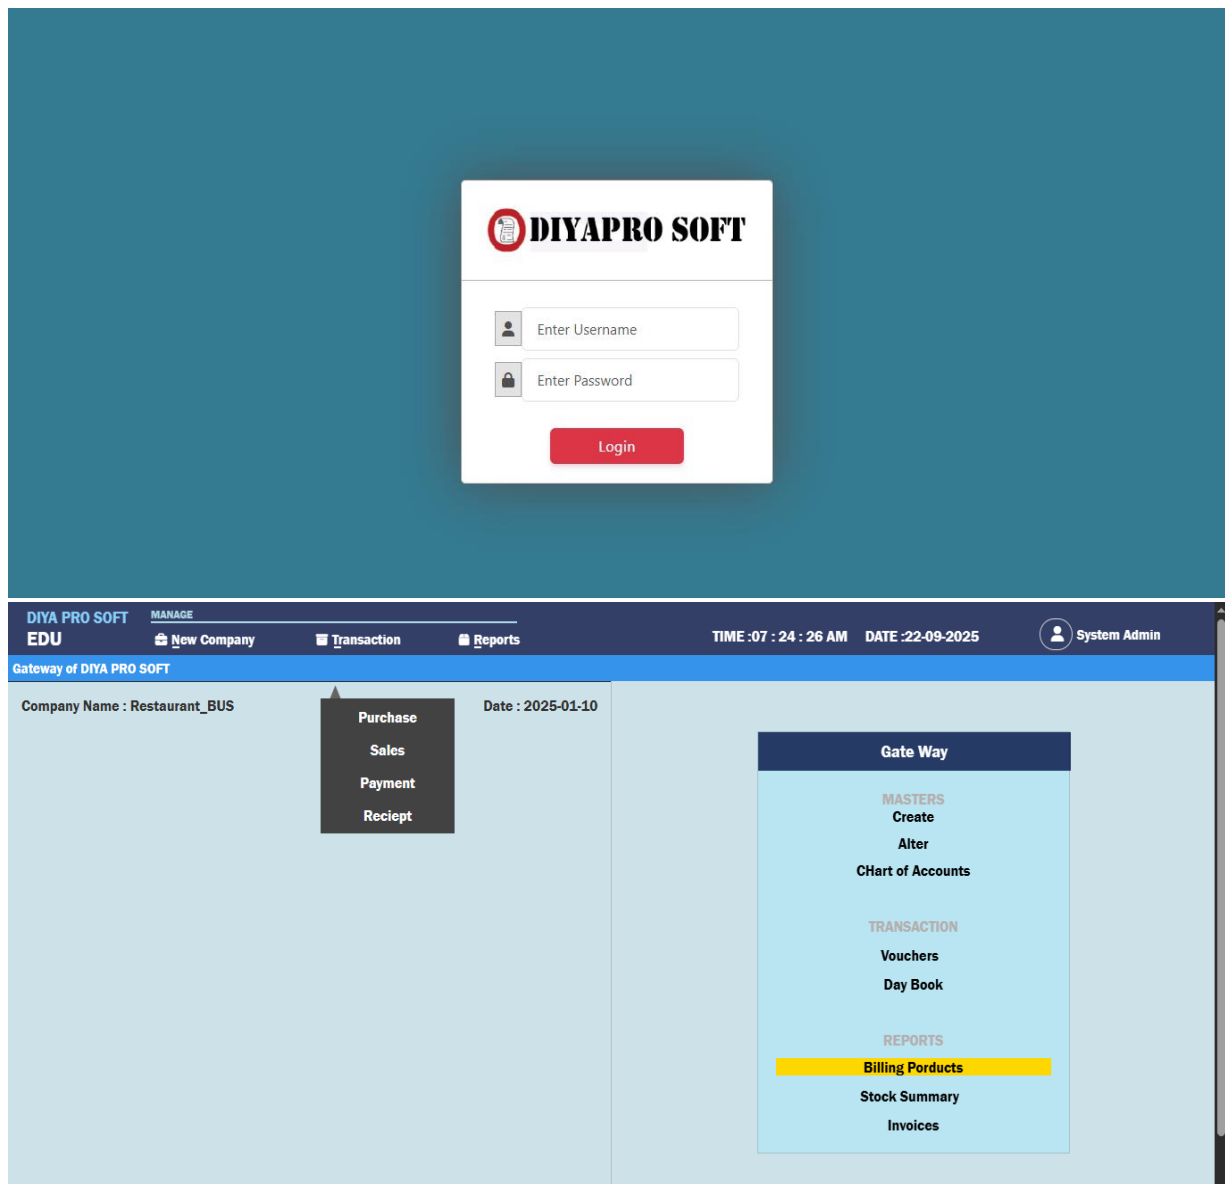 DIYAPRO SOFT
Enter Username
Enter Password
Login
DIYA PRO SOFT
EDU
MANAGE
New Company
Transaction
Reports
TIME :07 : 24 : 26 AM
DATE :22-09-2025
System Admin
Gateway of DIYA PRO SOFT
Company Name : Restaurant_BUS
Date : 2025-01-10
Purchase
Sales
Payment
Reciept
Gate Way
MASTERS
Create
Alter
CHart of Accounts
TRANSACTION
Vouchers
Day Book
REPORTS
Billing Porducts
Stock Summary
Invoices